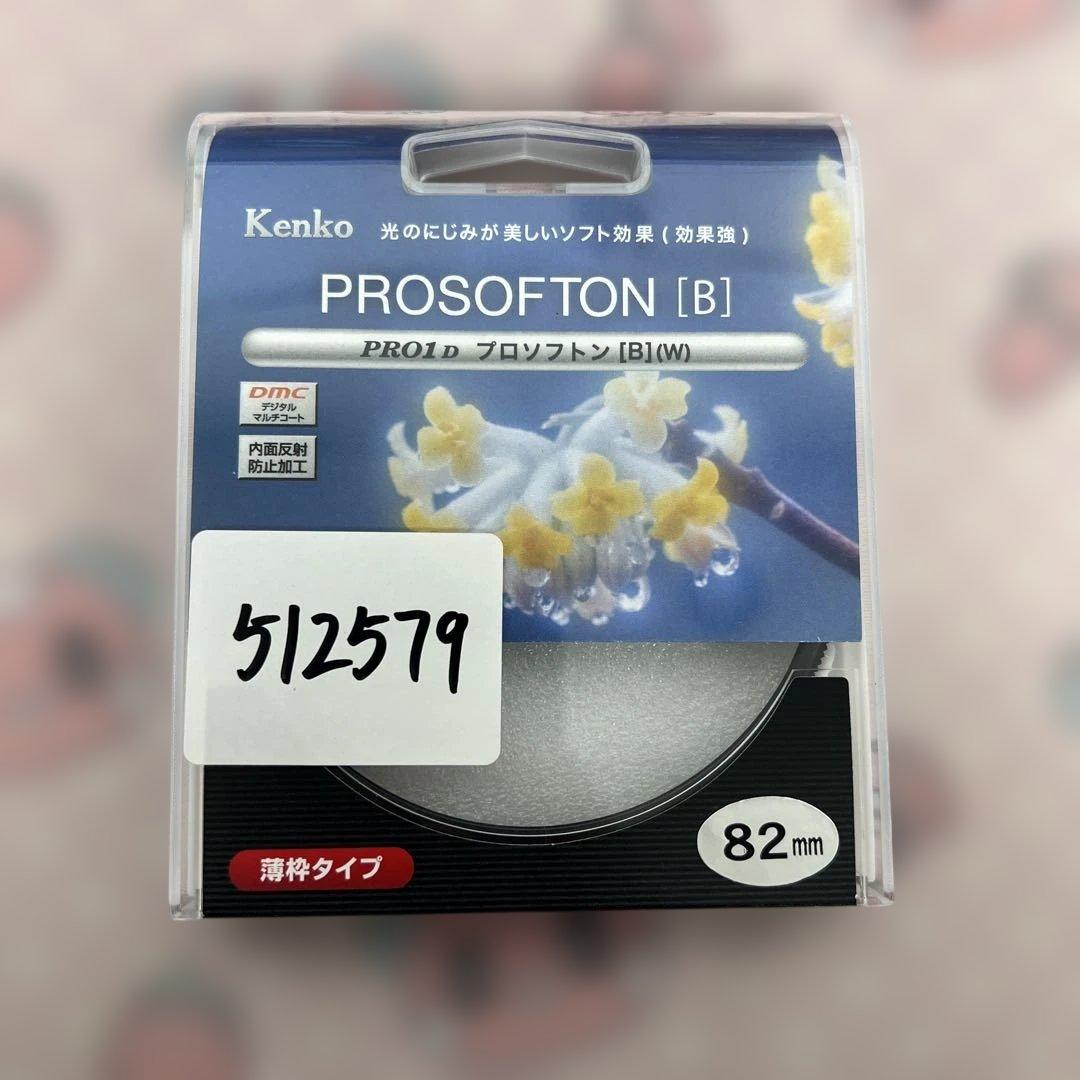 Kenko 光のにじみが美しいソフト効果(効果強)
PROSOFTON [B]
PRO1D プロソフトン[B](W)
DMC
デジタル
マルチコート
内面反射
防止加工
512579
82mm
薄枠タイプ